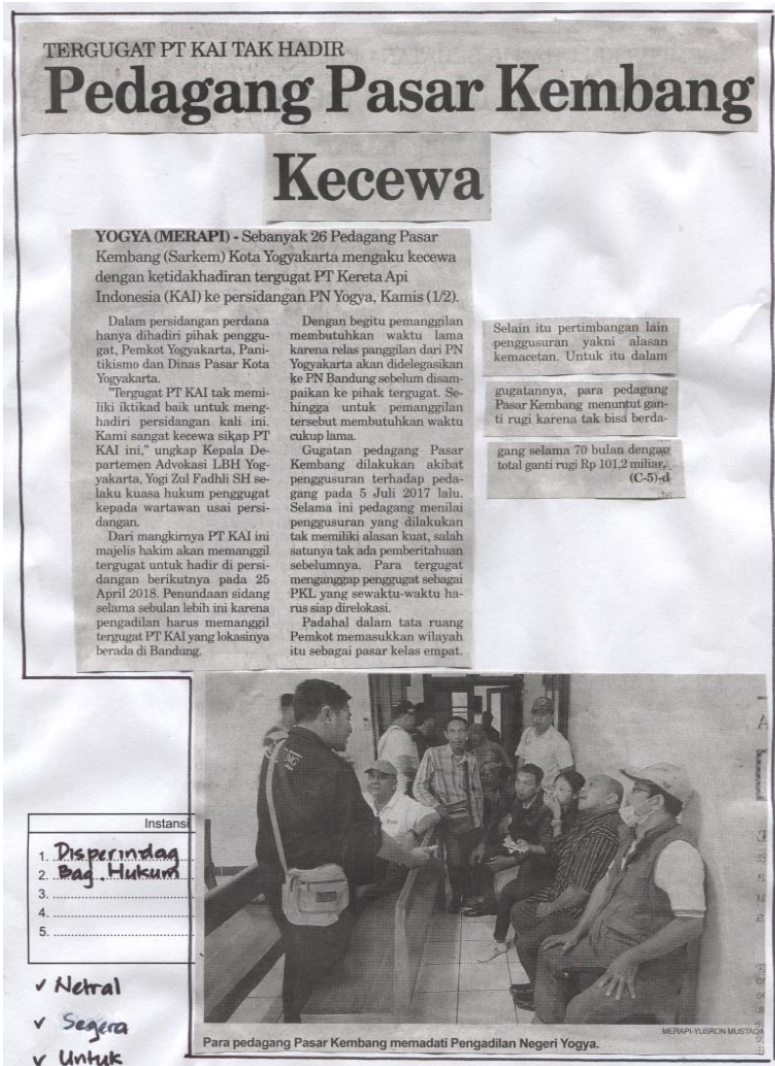 TERGUGAT PT KAI TAK HADIR
Pedagang Pasar Kembang
Kecewa
YOGYA (MERAPI) - Sebanyak 26 Pedagang Pasar
Kembang (Sarkem) Kota Yogyakarta mengaku kecewa
dengan ketidakhadiran tergugat PT Kereta Api
Indonesia (KAI) ke persidangan PN Yogya, Kamis (1/2).
Dalam persidangan perdana
hanya dihadiri pihak penggu-
gat, Pemkot Yogyakarta, Pani-
tikismo dan Dinas Pasar Kota
Yogyakarta.
"Tergugat PT KAI tak memi-
liki iktikad baik untuk meng-
hadiri persidangan kali ini.
Kami sangat kecewa sikap PT
KAI ini," ungkap Kepala De-
partemen Advokasi LBH Yog-
yakarta, Yogi Zul Fadhli SH se-
laku kuasa hukum penggugat
kepada wartawan usai persi-
dangan.
Dari mangkirnya PT KAI ini
majelis hakim akan memanggil
tergugat untuk hadir di persi-
dangan berikutnya pada 25
April 2018. Penundaan sidang
selama sebulan lebih ini karena
pengadilan harus memanggil
tergugat PT KAI yang lokasinya
berada di Bandung.
Dengan begitu pemanggilan
membutuhkan waktu lama
karena relas panggilan dari PN
Yogyakarta akan didelegasikan
ke PN Bandung sebelum disam-
paikan ke pihak tergugat. Se-
hingga untuk pemanggilan
tersebut membutuhkan waktu
cukup lama.
Gugatan pedagang Pasar
Kembang dilakukan akibat
penggusuran terhadap peda-
gang pada 5 Juli 2017 lalu.
Selama ini pedagang menilai
penggusuran yang dilakukan
tak memiliki alasan kuat, salah
satunya tak ada pemberitahuan
sebelumnya. Para tergugat
menganggap penggugat sebagai
PKL yang sewaktu-waktu ha-
rus siap direlokasi.
Padahal dalam tata ruang
Pemkot memasukkan wilayah
itu sebagai pasar kelas empat.
Selain itu pertimbangan lain
penggusuran yakni alasan
kemacetan. Untuk itu dalam
gugatannya, para pedagang
Pasar Kembang menuntut gan-
ti rugi karena tak bisa berda-
gang selama 70 bulan dengan
total ganti rugi Rp 101,2 miliar.
(C-5)-d
Instansi
1. Disperindag
2. Bag. Hukum
3.
4.
5.
✓ Netral
✓ Segera
✓ Untuk
MERAPI-YUSRON
Para pedagang Pasar Kembang memadati Pengadilan Negeri Yogya.